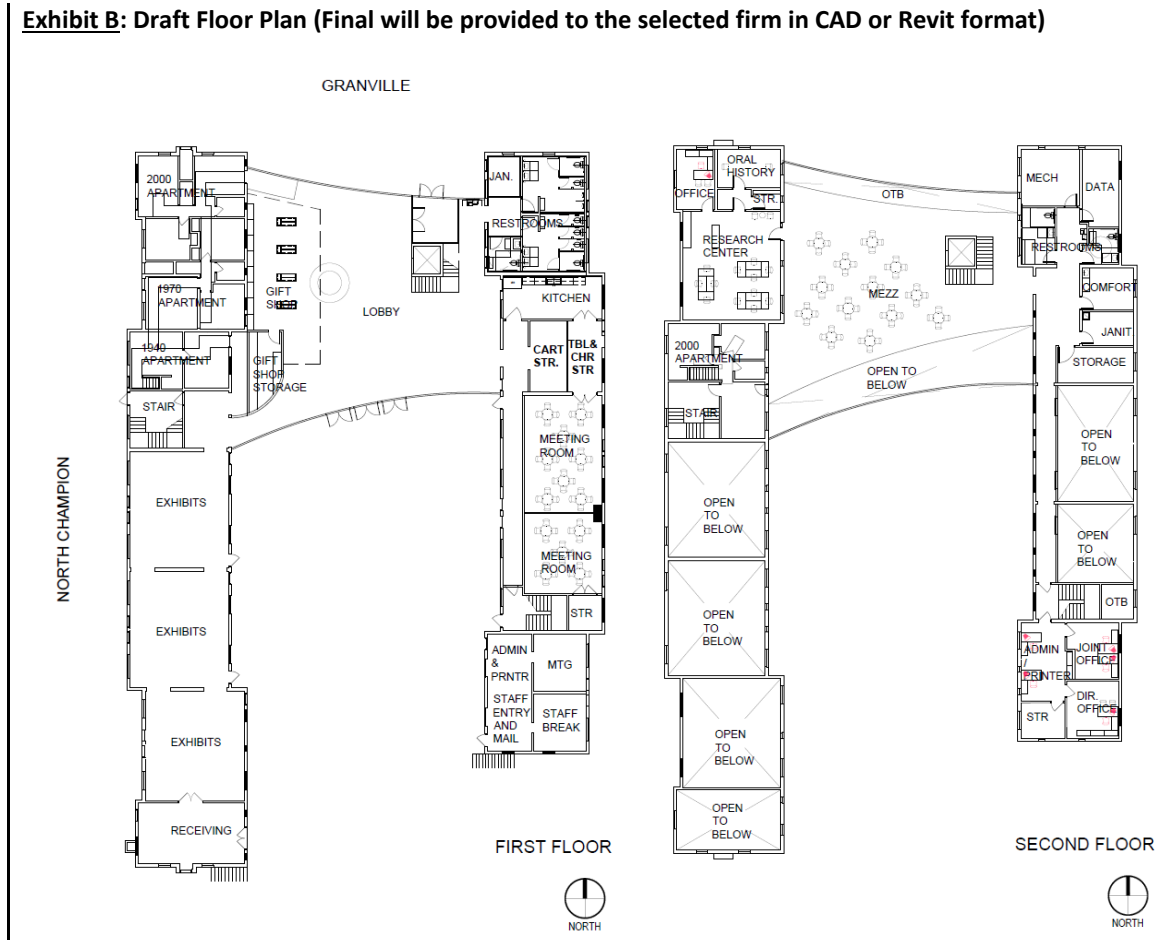 Exhibit B: Draft Floor Plan (Final will be provided to the selected firm in CAD or Revit format)
GRANVILLE
NORTH CHAMPION
2000
APARTMENT
1970
APARTMENT
1940
APARTMENT
STAIR
GIFT
SHOP
GIFT
SHOP
STORAGE
LOBBY
JAN.
RESTROOMS
KITCHEN
CART
STR.
TBL&
CHR
STR
MEETING
ROOM
MEETING
ROOM
STR
ADMIN
&
PRNTR
MTG
STAFF
ENTRY
AND
MAIL
STAFF
BREAK
EXHIBITS
EXHIBITS
EXHIBITS
RECEIVING
FIRST FLOOR
NORTH
OFFICE
ORAL
HISTORY
STR.
RESEARCH
CENTER
2000
APARTMENT
STAIR
OTB
MEZZ
OPEN TO
BELOW
MECH
DATA
RESTROOMS
COMFORT
JANIT.
STORAGE
OPEN
TO
BELOW
OPEN
TO
BELOW
OTB
ADMIN
/
PRINTER
JOINT
OFFICE
DIR.
OFFICE
STR
OPEN
TO
BELOW
OPEN
TO
BELOW
OPEN
TO
BELOW
OPEN
TO
BELOW
SECOND FLOOR
NORTH